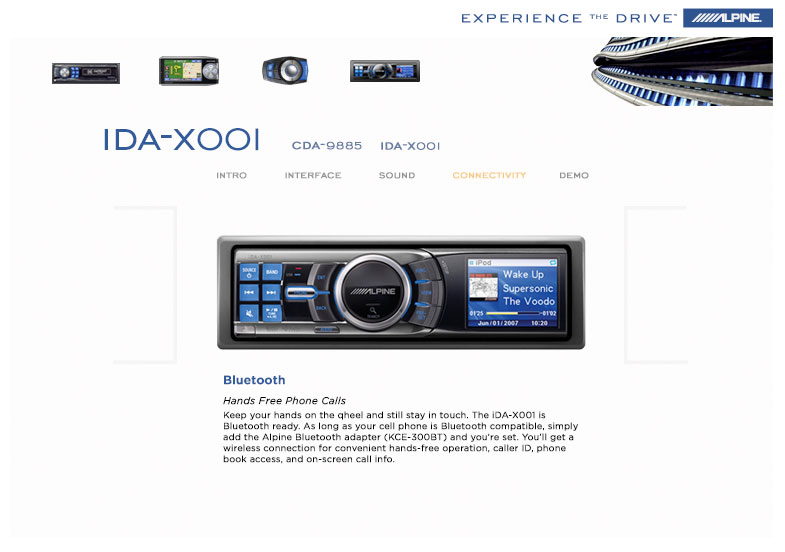 EXPERIENCE THE DRIVE™ ALPINE.
IDA-X001 CDA-9885 IDA-X001
INTRO INTERFACE SOUND CONNECTIVITY DEMO
SOURCE BAND
ALPINE
iPod
Wake Up
Supersonic
The Voodo
01'25 -01'92
Jun/01/2007 10:20
Bluetooth
Hands Free Phone Calls
Keep your hands on the qheel and still stay in touch. The iDA-X001 is
Bluetooth ready. As long as your cell phone is Bluetooth compatible, simply
add the Alpine Bluetooth adapter (KCE-300BT) and you're set. You'll get a
wireless connection for convenient hands-free operation, caller ID, phone
book access, and on-screen call info.